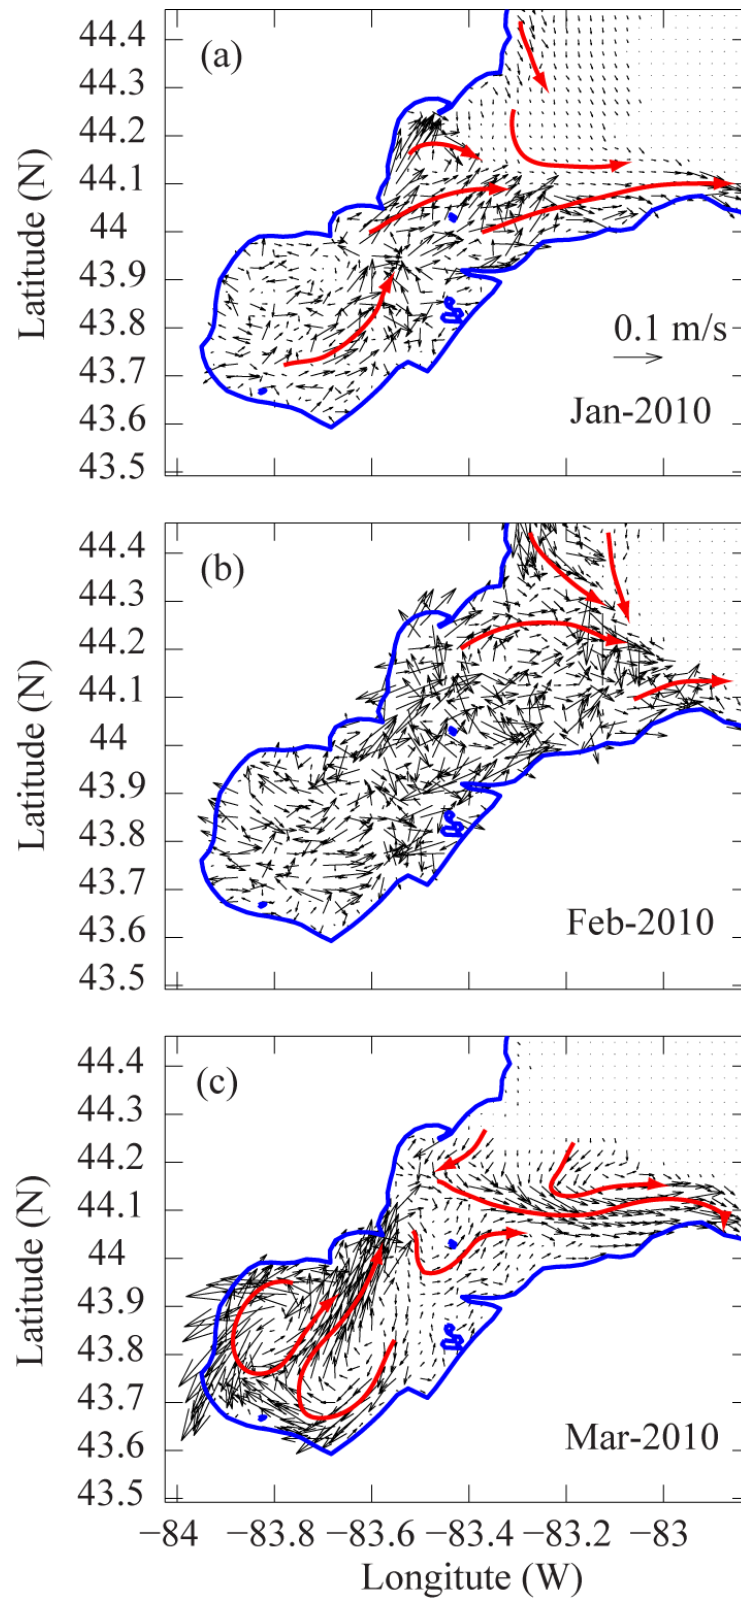 44.4
(a)
44.3
44.2
44.1
44
43.9
43.8
43.7
43.6
43.5
Latitude (N)
0.1 m/s
Jan-2010
44.4
(b)
44.3
44.2
44.1
44
43.9
43.8
43.7
43.6
43.5
Latitude (N)
Feb-2010
44.4
(c)
44.3
44.2
44.1
44
43.9
43.8
43.7
43.6
43.5
Latitude (N)
Mar-2010
−84 −83.8 −83.6 −83.4 −83.2 −83
Longitute (W)